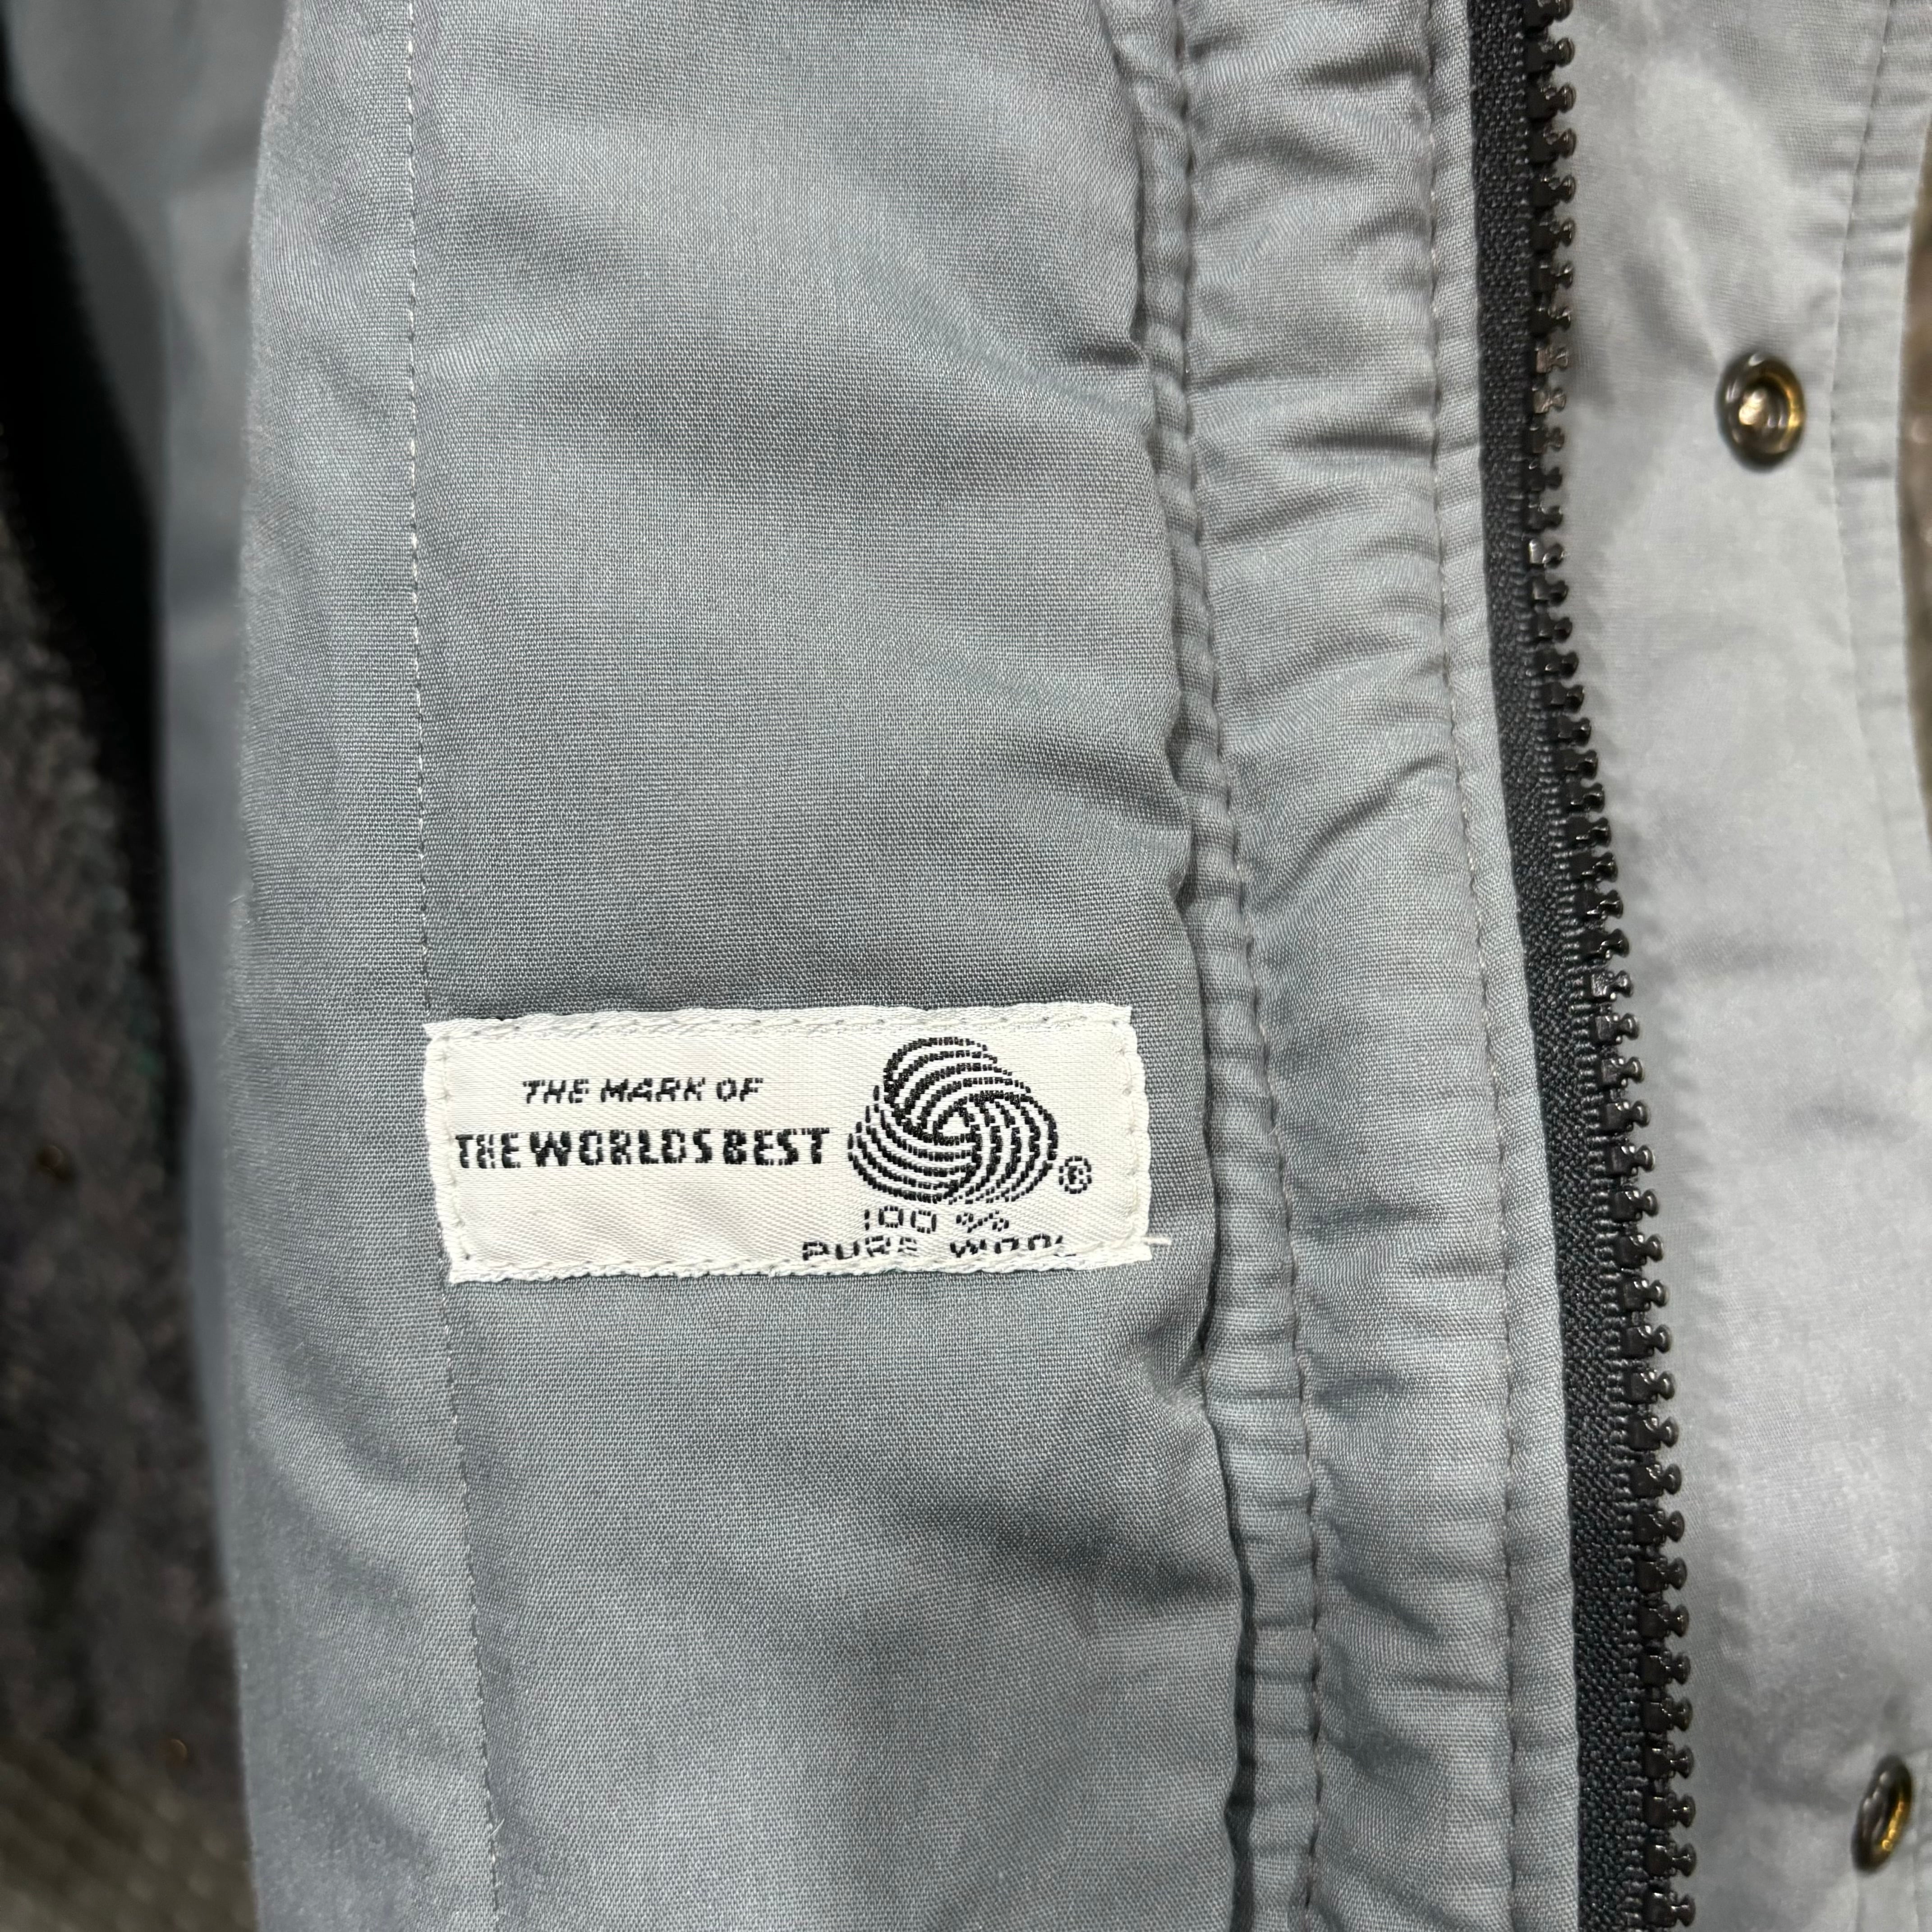 THE MARK OF
THE WORLDS BEST
®
100 %
PURE WOOL